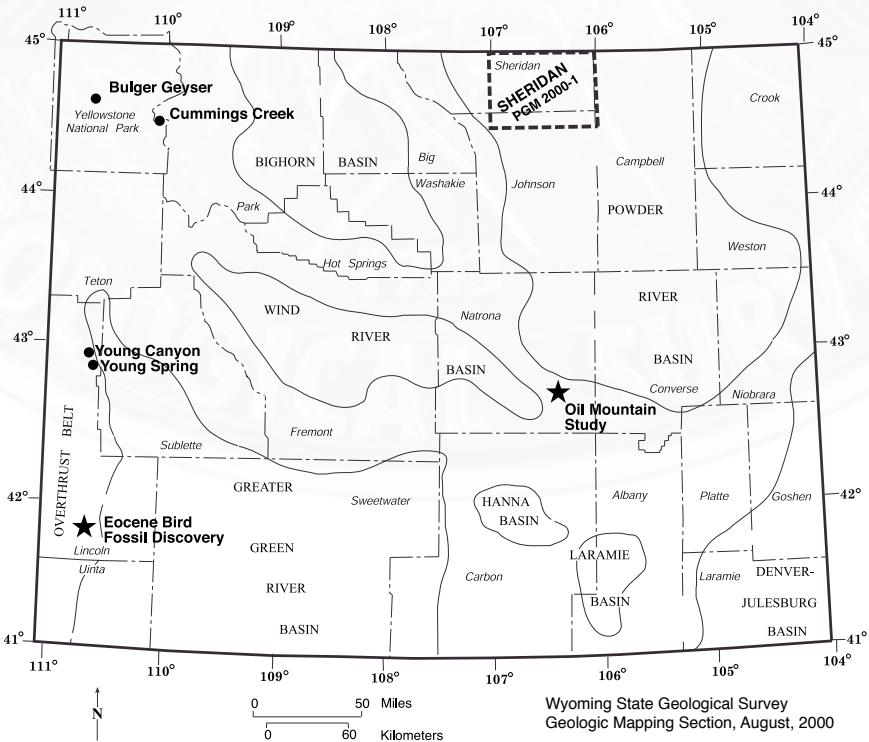 111°
110°
109°
108°
107°
106°
105°
104°
45°
45°
Bulger Geyser
Yellowstone
National Park
Cummings Creek
Sheridan
SHERIDAN
PGM 2000-1
Crook
BIGHORN BASIN
Big
Washakie
Johnson
Campbell
44°
44°
Park
POWDER
Hot Springs
Weston
Teton
WIND
Natrona
RIVER
43°
43°
RIVER
Young Canyon
Young Spring
BASIN
BASIN
Converse
Niobrara
Oil Mountain
Study
OVERTHRUST BELT
Sublette
Fremont
42°
42°
GREATER
Sweetwater
HANNA
BASIN
Albany
Platte
Goshen
Eocene Bird
Fossil Discovery
Lincoln
Uinta
GREEN
Carbon
LARAMIE
Laramie
DENVER-
RIVER
BASIN
JULESBURG
BASIN
BASIN
41°
41°
111°
110°
109°
108°
107°
106°
105°
104°
N
0 50 Miles
0 60 Kilometers
Wyoming State Geological Survey
Geologic Mapping Section, August, 2000